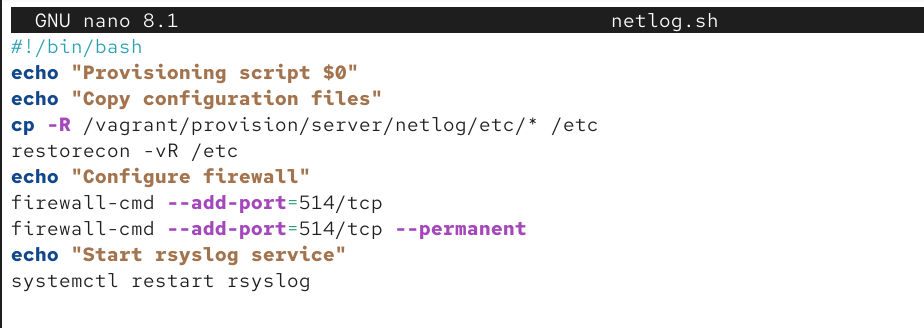 GNU nano 8.1 netlog.sh
#!/bin/bash
echo "Provisioning script $0"
echo "Copy configuration files"
cp -R /vagrant/provision/server/netlog/etc/* /etc
restorecon -vR /etc
echo "Configure firewall"
firewall-cmd --add-port=514/tcp
firewall-cmd --add-port=514/tcp --permanent
echo "Start rsyslog service"
systemctl restart rsyslog